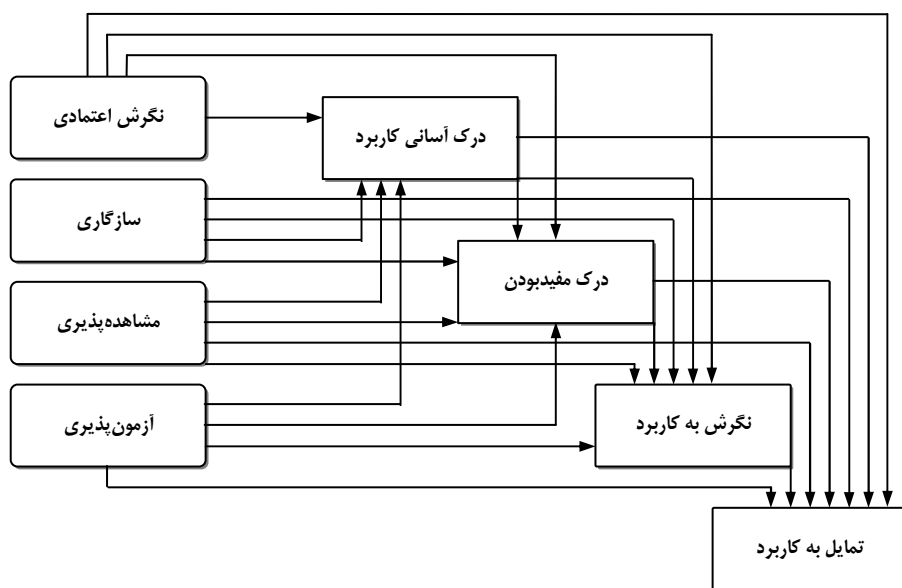 نگرش اعتمادی
درک آسانی کاربرد
سازگاری
درک مفیدبودن
مشاهده‌پذیری
نگرش به کاربرد
آزمون‌پذیری
تمایل به کاربرد